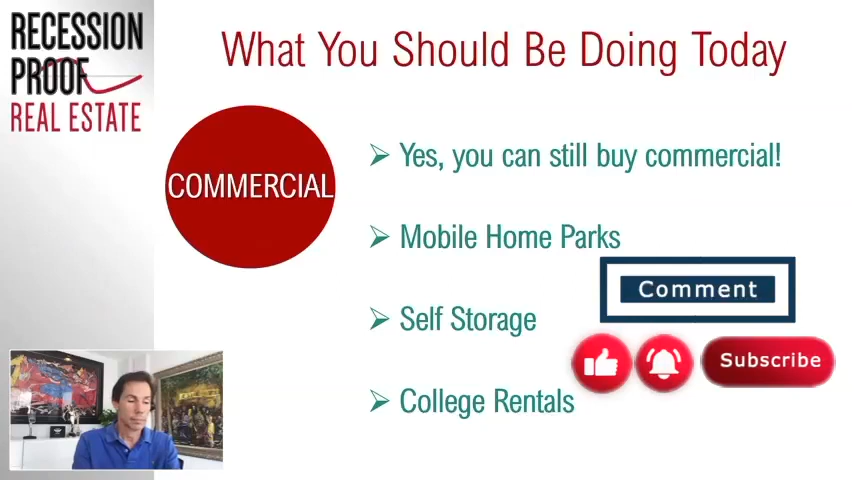 RECESSION
PROOF
REAL ESTATE
What You Should Be Doing Today
COMMERCIAL
Yes, you can still buy commercial!
Mobile Home Parks
Comment
Self Storage
Subscribe
College Rentals